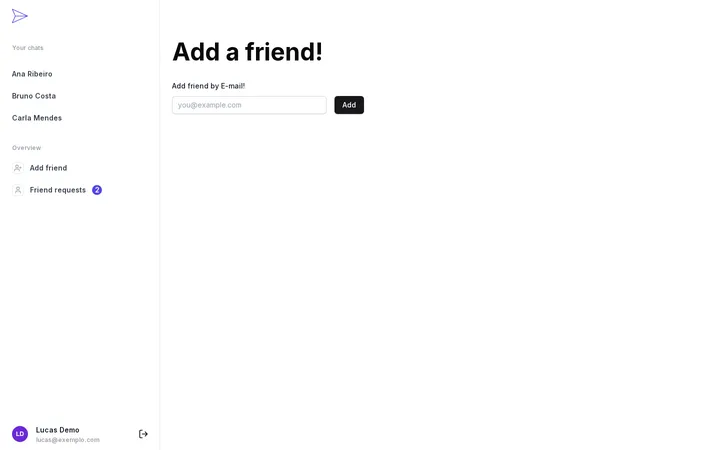 Your chats
Ana Ribeiro
Bruno Costa
Carla Mendes
Overview
Add friend
Friend requests 2
LD
Lucas Demo
lucas@exemplo.com
Add a friend!
Add friend by E-mail!
you@example.com
Add